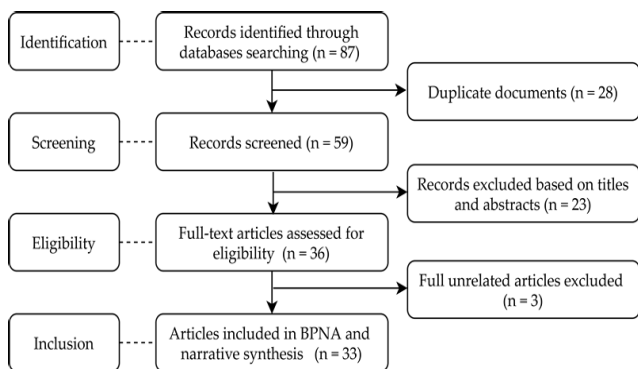 Identification
Records identified through
databases searching (n = 87)
Duplicate documents (n = 28)
Screening
Records screened (n = 59)
Records excluded based on titles
and abstracts (n = 23)
Eligibility
Full-text articles assessed for
eligibility (n = 36)
Full unrelated articles excluded
(n = 3)
Inclusion
Articles included in BPNA and
narrative synthesis (n = 33)